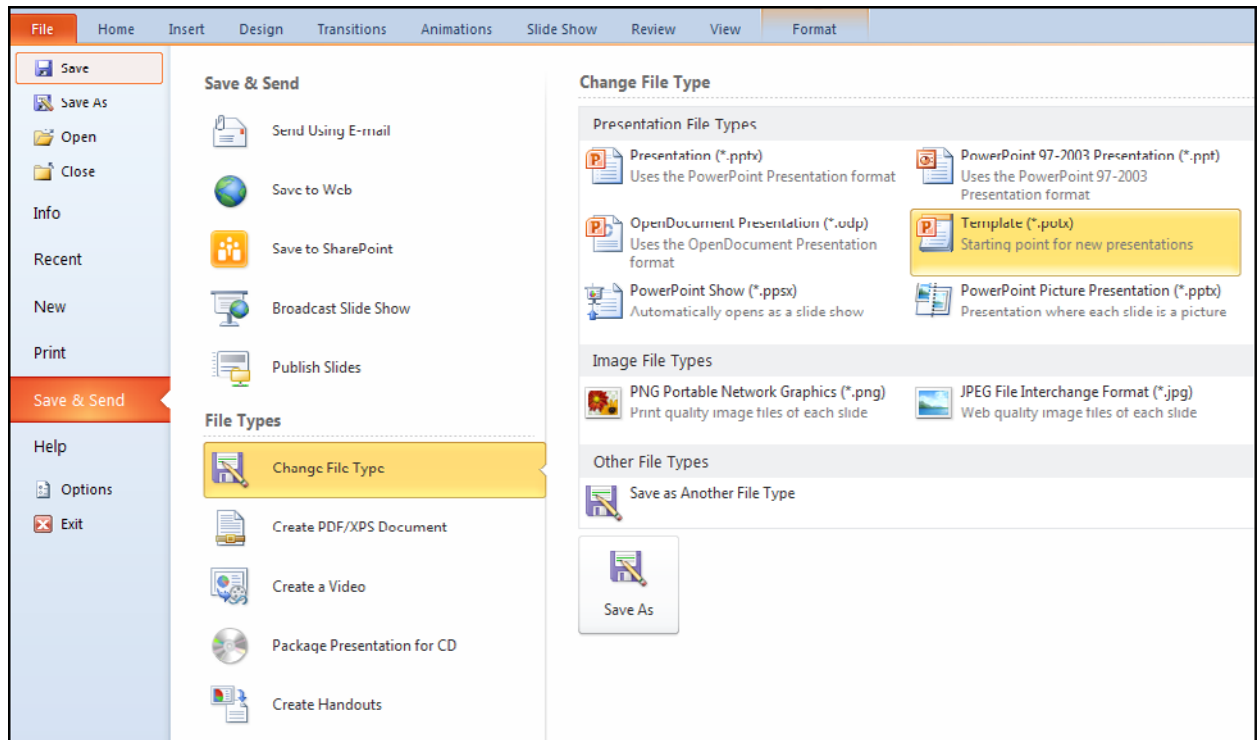 File Home Insert Design Transitions Animations Slide Show Review View Format
Save
Save As
Open
Close
Info
Recent
New
Print
Save & Send
Help
Options
Exit
Save & Send
Send Using E-mail
Save to Web
Save to SharePoint
Broadcast Slide Show
Publish Slides
File Types
Change File Type
Create PDF/XPS Document
Create a Video
Package Presentation for CD
Create Handouts
Change File Type
Presentation File Types
Presentation (*.pptx)
Uses the PowerPoint Presentation format
PowerPoint 97-2003 Presentation (*.ppt)
Uses the PowerPoint 97-2003
Presentation format
OpenDocument Presentation (*.odp)
Uses the OpenDocument Presentation
format
Template (*.potx)
Starting point for new presentations
PowerPoint Show (*.ppsx)
Automatically opens as a slide show
PowerPoint Picture Presentation (*.pptx)
Presentation where each slide is a picture
Image File Types
PNG Portable Network Graphics (*.png)
Print quality image files of each slide
JPEG File Interchange Format (*.jpg)
Web quality image files of each slide
Other File Types
Save as Another File Type
Save As